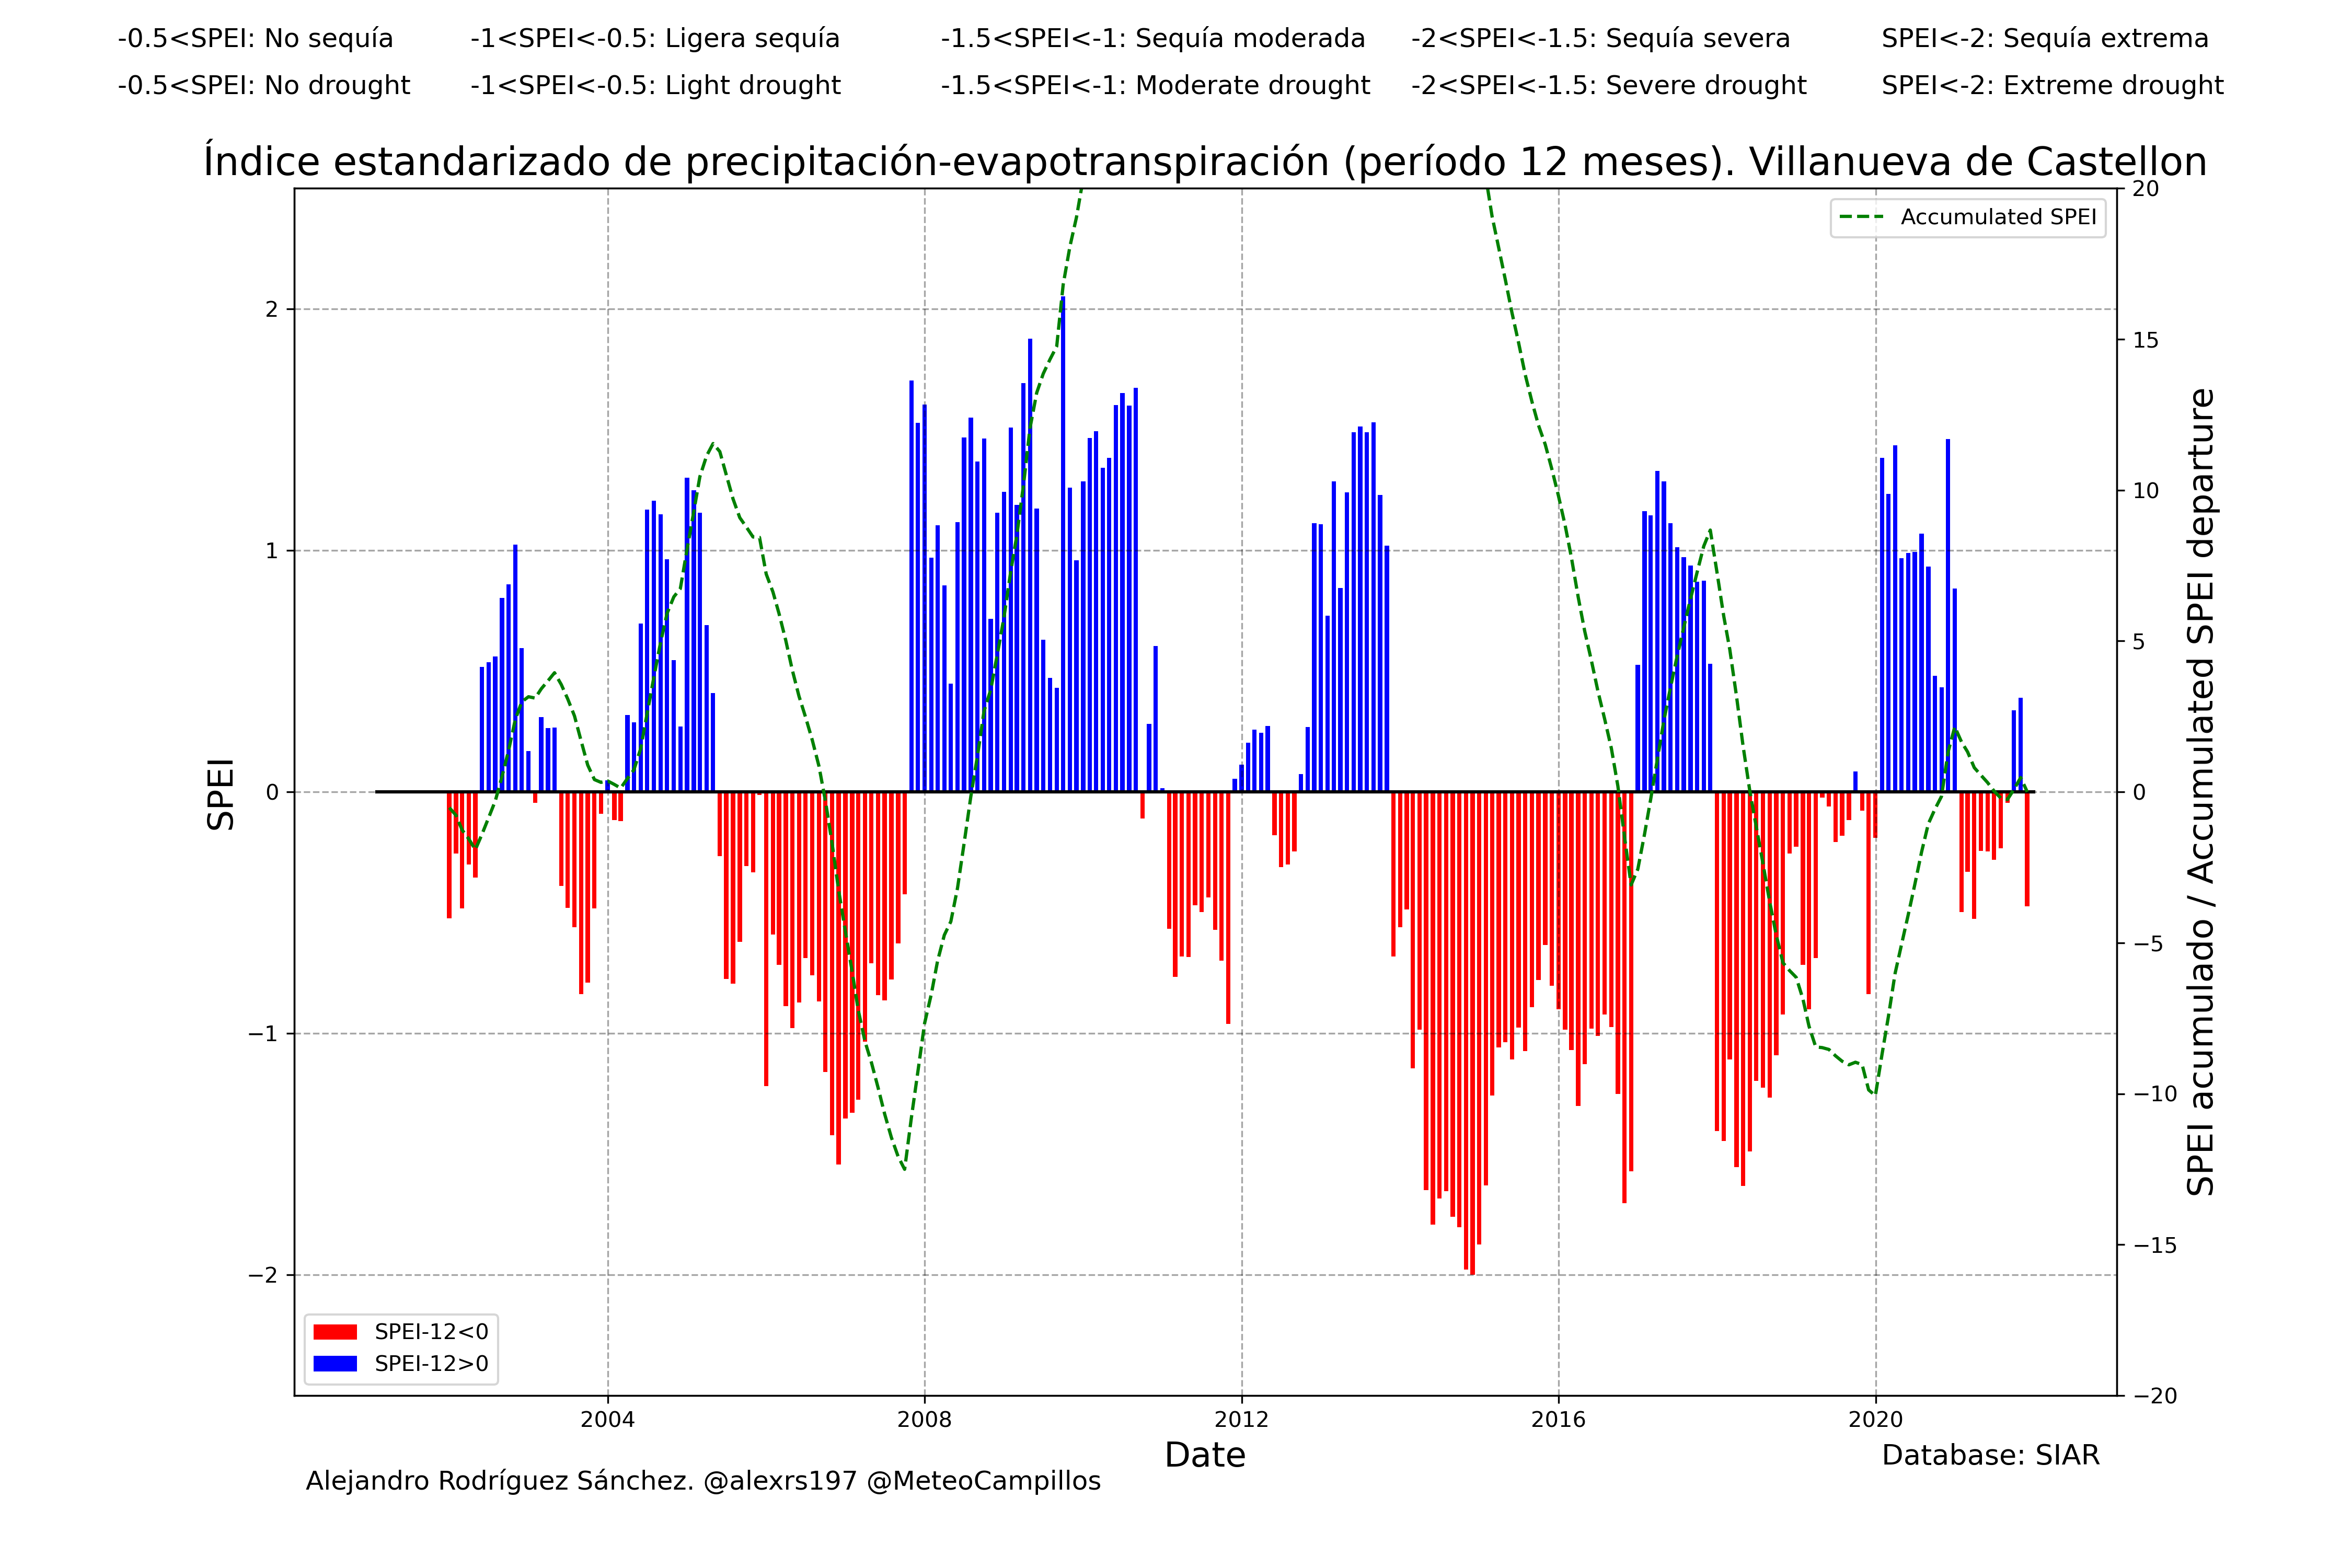 -0.5<SPEI: No sequía -1<SPEI<-0.5: Ligera sequía -1.5<SPEI<-1: Sequía moderada -2<SPEI<-1.5: Sequía severa SPEI<-2: Sequía extrema
-0.5<SPEI: No drought -1<SPEI<-0.5: Light drought -1.5<SPEI<-1: Moderate drought -2<SPEI<-1.5: Severe drought SPEI<-2: Extreme drought
Índice estandarizado de precipitación-evapotranspiración (período 12 meses). Villanueva de Castellon
Accumulated SPEI
SPEI
2
1
0
−1
−2
20
15
10
5
0
−5
−10
−15
−20
SPEI acumulado / Accumulated SPEI departure
SPEI-12<0
SPEI-12>0
2004 2008 2012 2016 2020
Date
Database: SIAR
Alejandro Rodríguez Sánchez. @alexrs197 @MeteoCampillos